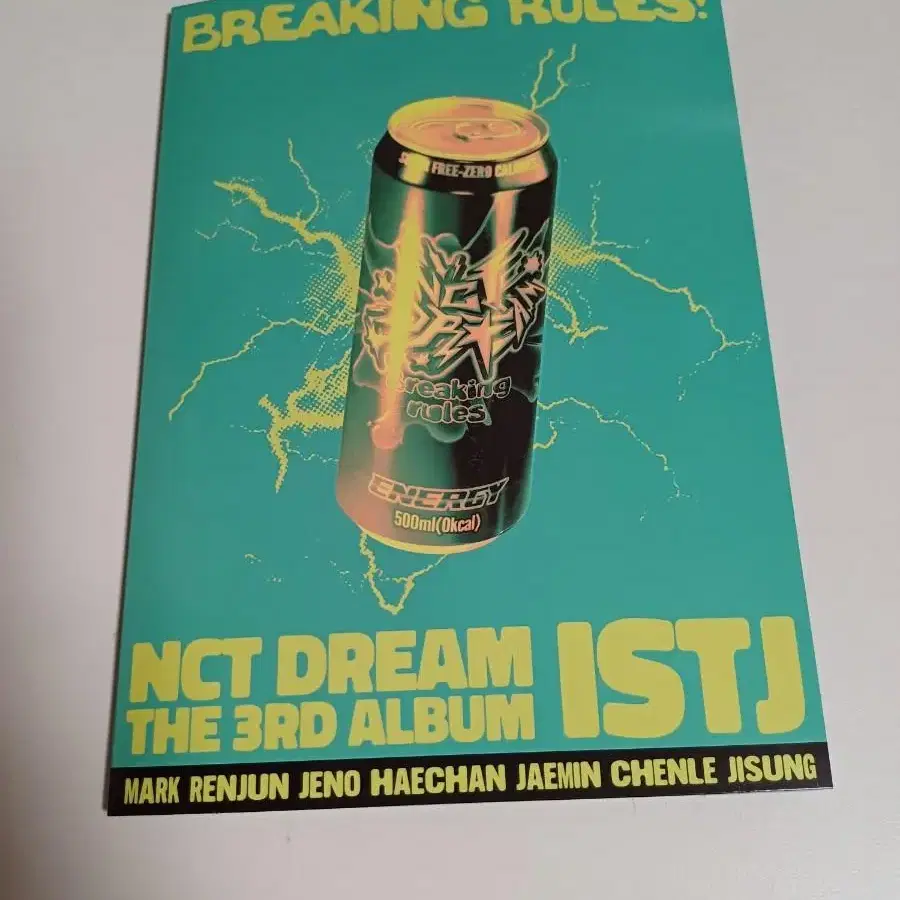 BREAKING RULES!
FREE-ZERO CALORIES
NCT
DREAM
breaking
rules
ENERGY
500ml(0kcal)
NCT DREAM
THE 3RD ALBUM
ISTJ
MARK RENJUN JENO HAECHAN JAEMIN CHENLE JISUNG